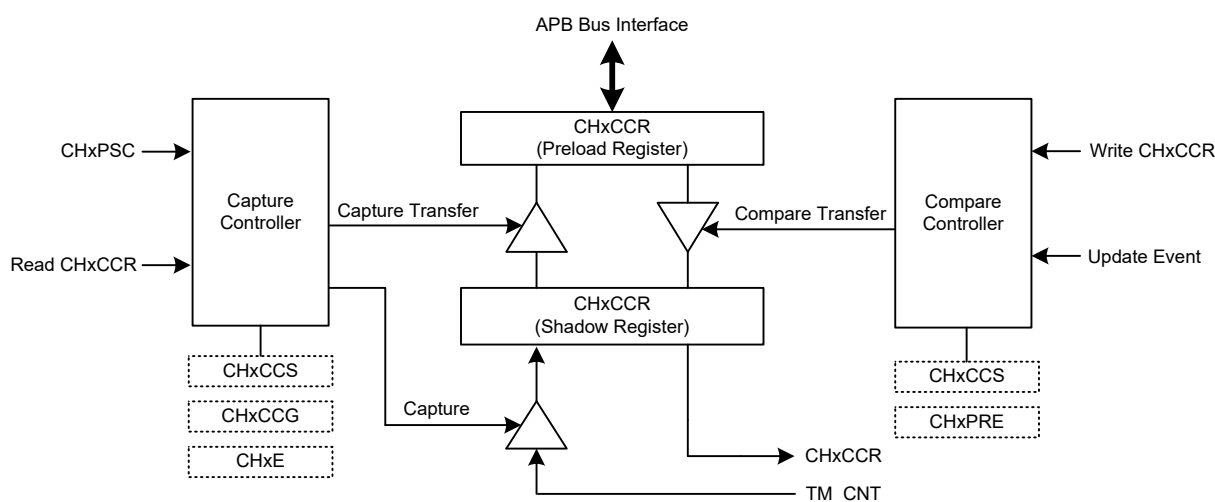 APB Bus Interface
CHxCCR
(Preload Register)
CHxPSC
Write CHxCCR
Capture
Controller
Capture Transfer
Compare Transfer
Compare
Controller
Read CHxCCR
Update Event
CHxCCR
(Shadow Register)
CHxCCS
CHxCCS
CHxCCG
Capture
CHxPRE
CHxE
CHxCCR
TM_CNT